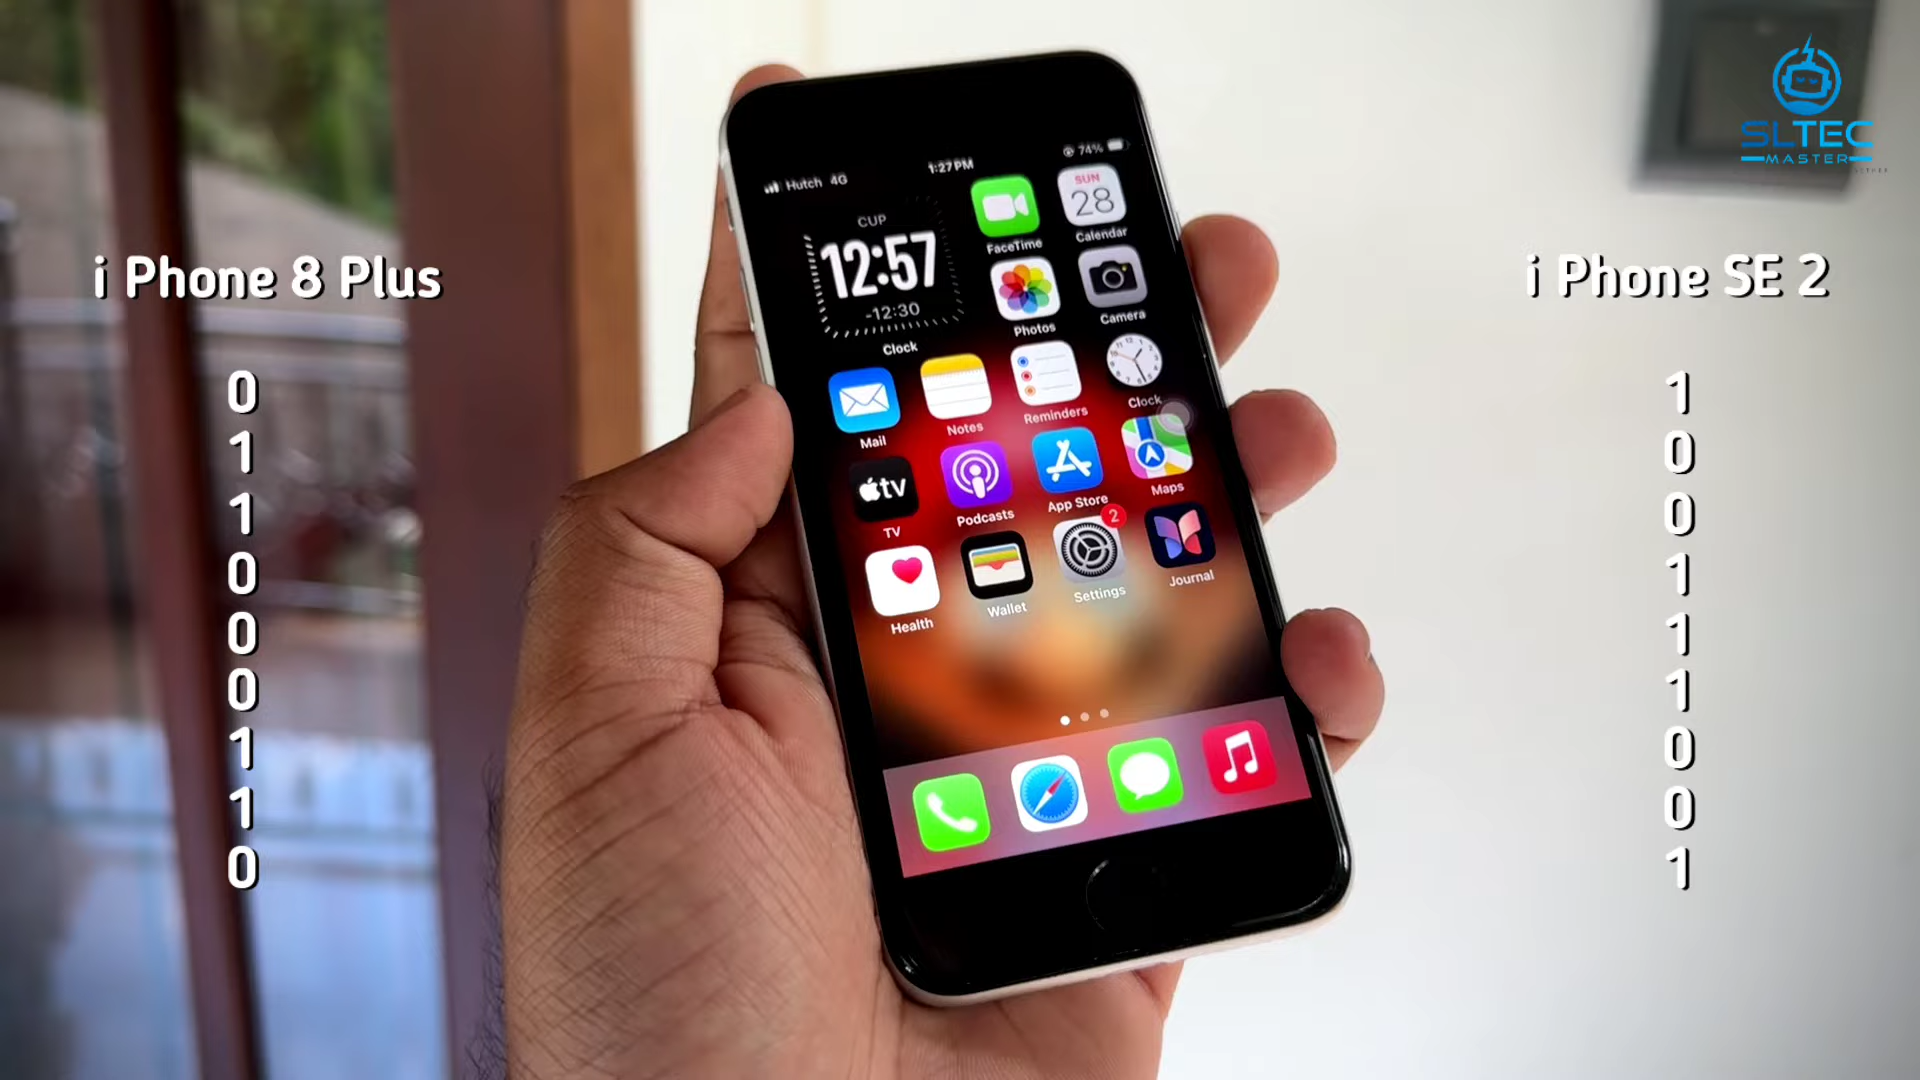 SLTEC
MASTER
i Phone 8 Plus
0
1
1
0
0
0
1
1
0
Hutch 4G
1:27PM
74%
CUP
12:57
-12:30
Clock
FaceTime
SUN
28
Calendar
Photos
Camera
Mail
Notes
Reminders
Clock
tv
TV
Podcasts
App Store
Maps
Health
Wallet
2
Settings
Journal
i Phone SE 2
1
0
0
1
1
1
0
0
1